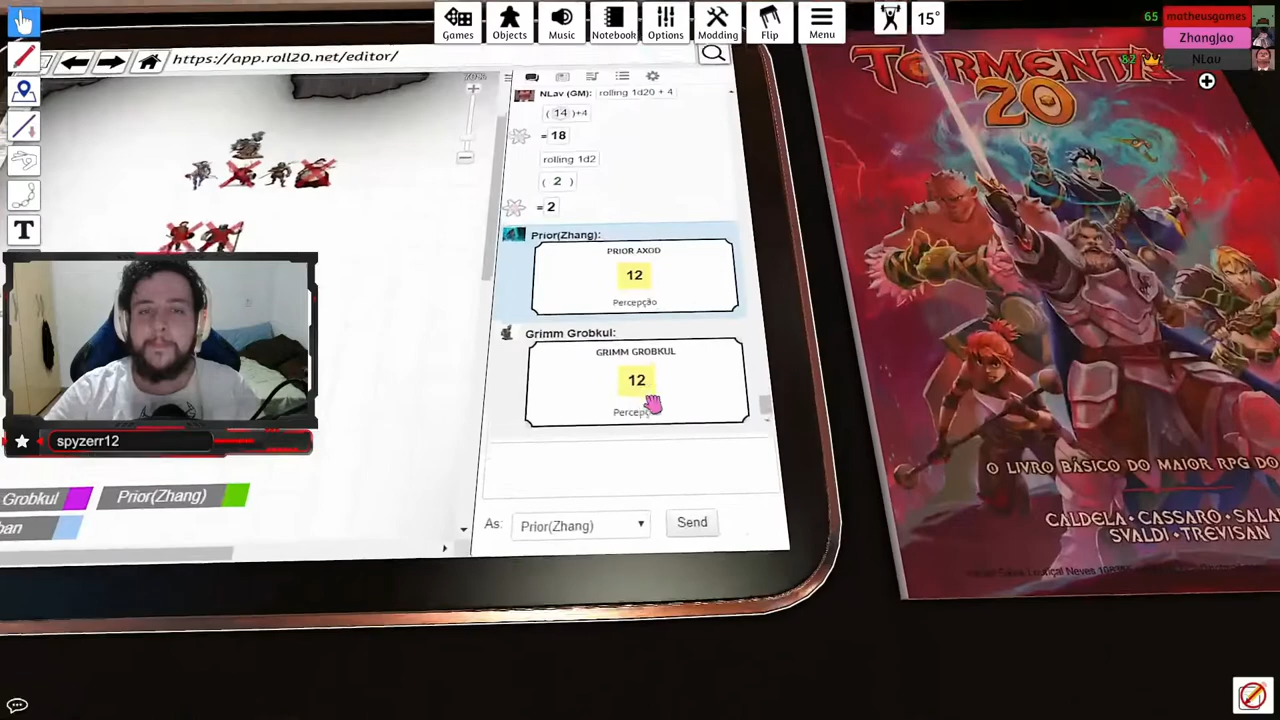 Games
Objects
Music
Notebook
Options
Modding
Flip
Menu
15°
65 matheusgames
ZhangJao
82 NLav
https://app.roll20.net/editor/
70%
NLav (GM): rolling 1d20 + 4
( 14 )+4
= 18
rolling 1d2
( 2 )
= 2
Prior(Zhang):
PRIOR AXOD
12
Percepção
Grimm Grobkul:
GRIMM GROBKUL
12
T
spyzerr12
Grobkul
Prior(Zhang)
As: Prior(Zhang)
Send
TORMENTA
20
O LIVRO BÁSICO DO MAIOR RPG DO
CALDELA · CASSARO ·
SVALDI · TREVISAN